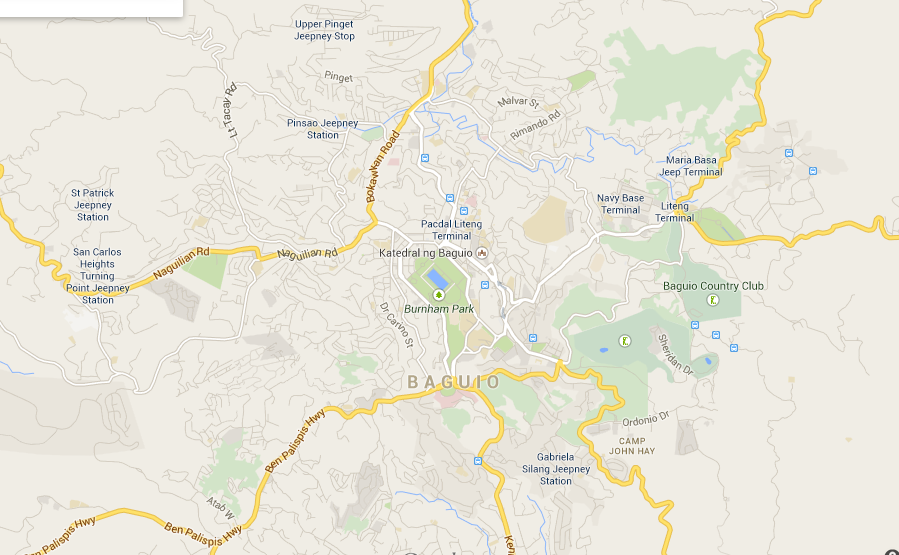 Upper Pinget
Jeepney Stop
Pinget
Lt Tacay Rd
Malvar St
Rimando Rd
Pinsao Jeepney
Station
Bokawkan Road
Maria Basa
Jeep Terminal
St Patrick
Jeepney
Station
Navy Base
Terminal
Liteng
Terminal
Pacdal Liteng
Terminal
San Carlos
Heights
Turning
Point Jeepney
Station
Naguilian Rd
Naguilian Rd
Katedral ng Baguio
Baguio Country Club
Burnham Park
Dr Carino St
Sheridan Dr
BAGUIO
Ordonio Dr
CAMP
JOHN HAY
Ben Palispis Hwy
Gabriela
Silang Jeepney
Station
Atab W
Ben Palispis Hwy
Palispis Hwy